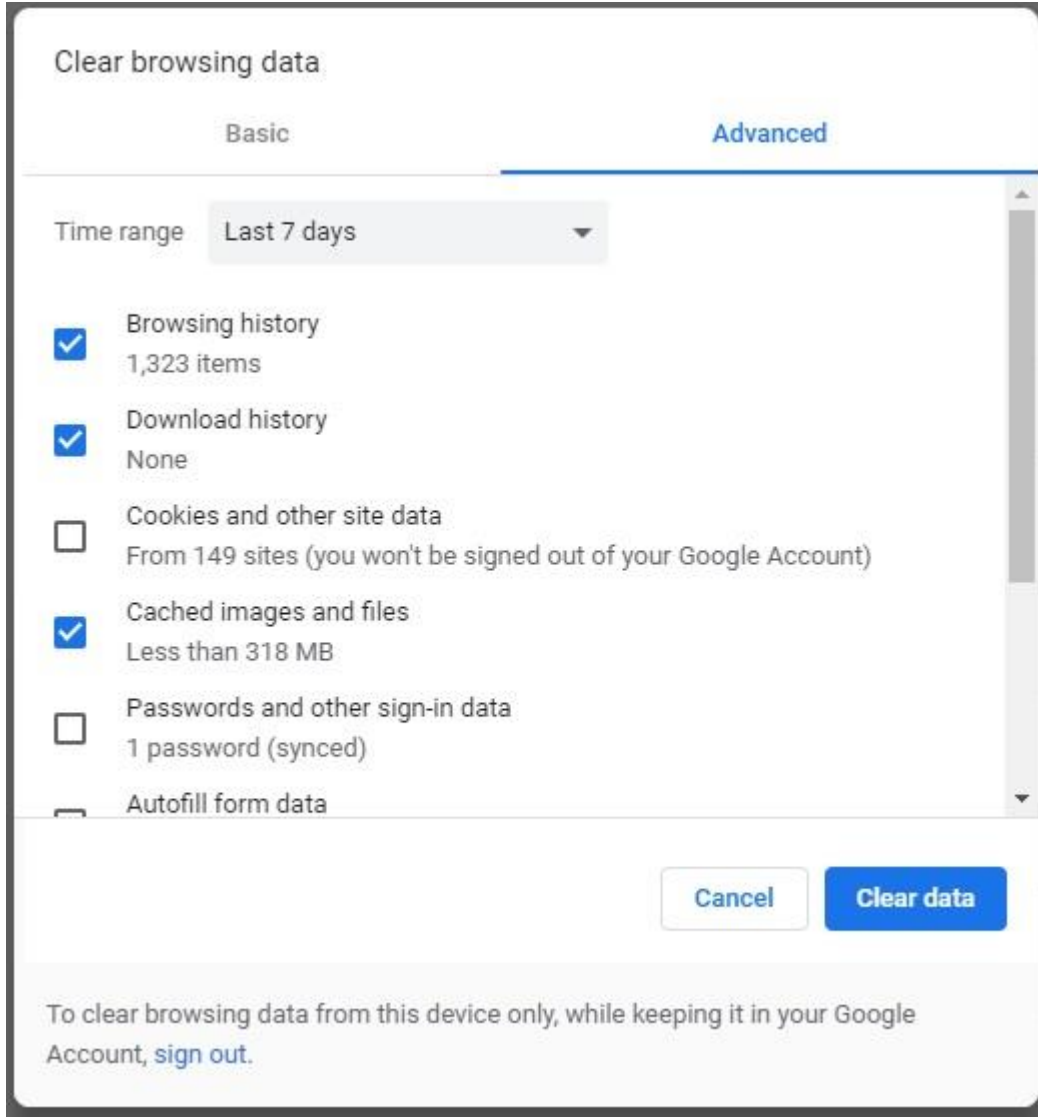 Clear browsing data
Basic
Advanced
Time range
Last 7 days
Browsing history
1,323 items
Download history
None
Cookies and other site data
From 149 sites (you won't be signed out of your Google Account)
Cached images and files
Less than 318 MB
Passwords and other sign-in data
1 password (synced)
Autofill form data
Cancel
Clear data
To clear browsing data from this device only, while keeping it in your Google
Account, sign out.